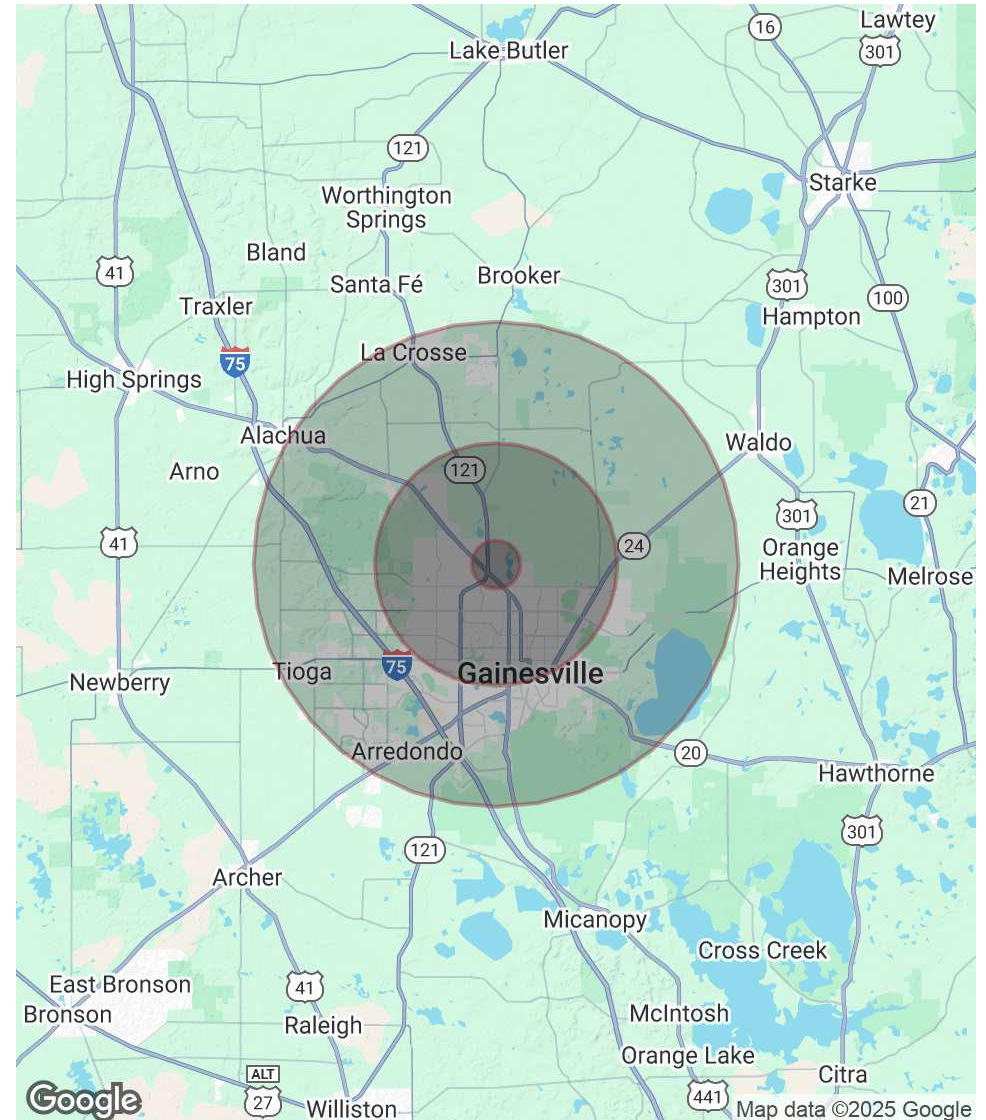 16
Lawtey
301
Lake Butler
121
Starke
Worthington
Springs
Bland
Santa Fé
Brooker
41
301
100
Traxler
Hampton
La Crosse
75
High Springs
Alachua
Waldo
Arno
121
21
301
41
24
Orange
Heights
Melrose
Tioga
75
Gainesville
Newberry
Arredondo
20
Hawthorne
301
121
Archer
Micanopy
Cross Creek
East Bronson
41
Bronson
McIntosh
Raleigh
Orange Lake
ALT
27
Citra
Google
Williston
441
Map data ©2025 Google